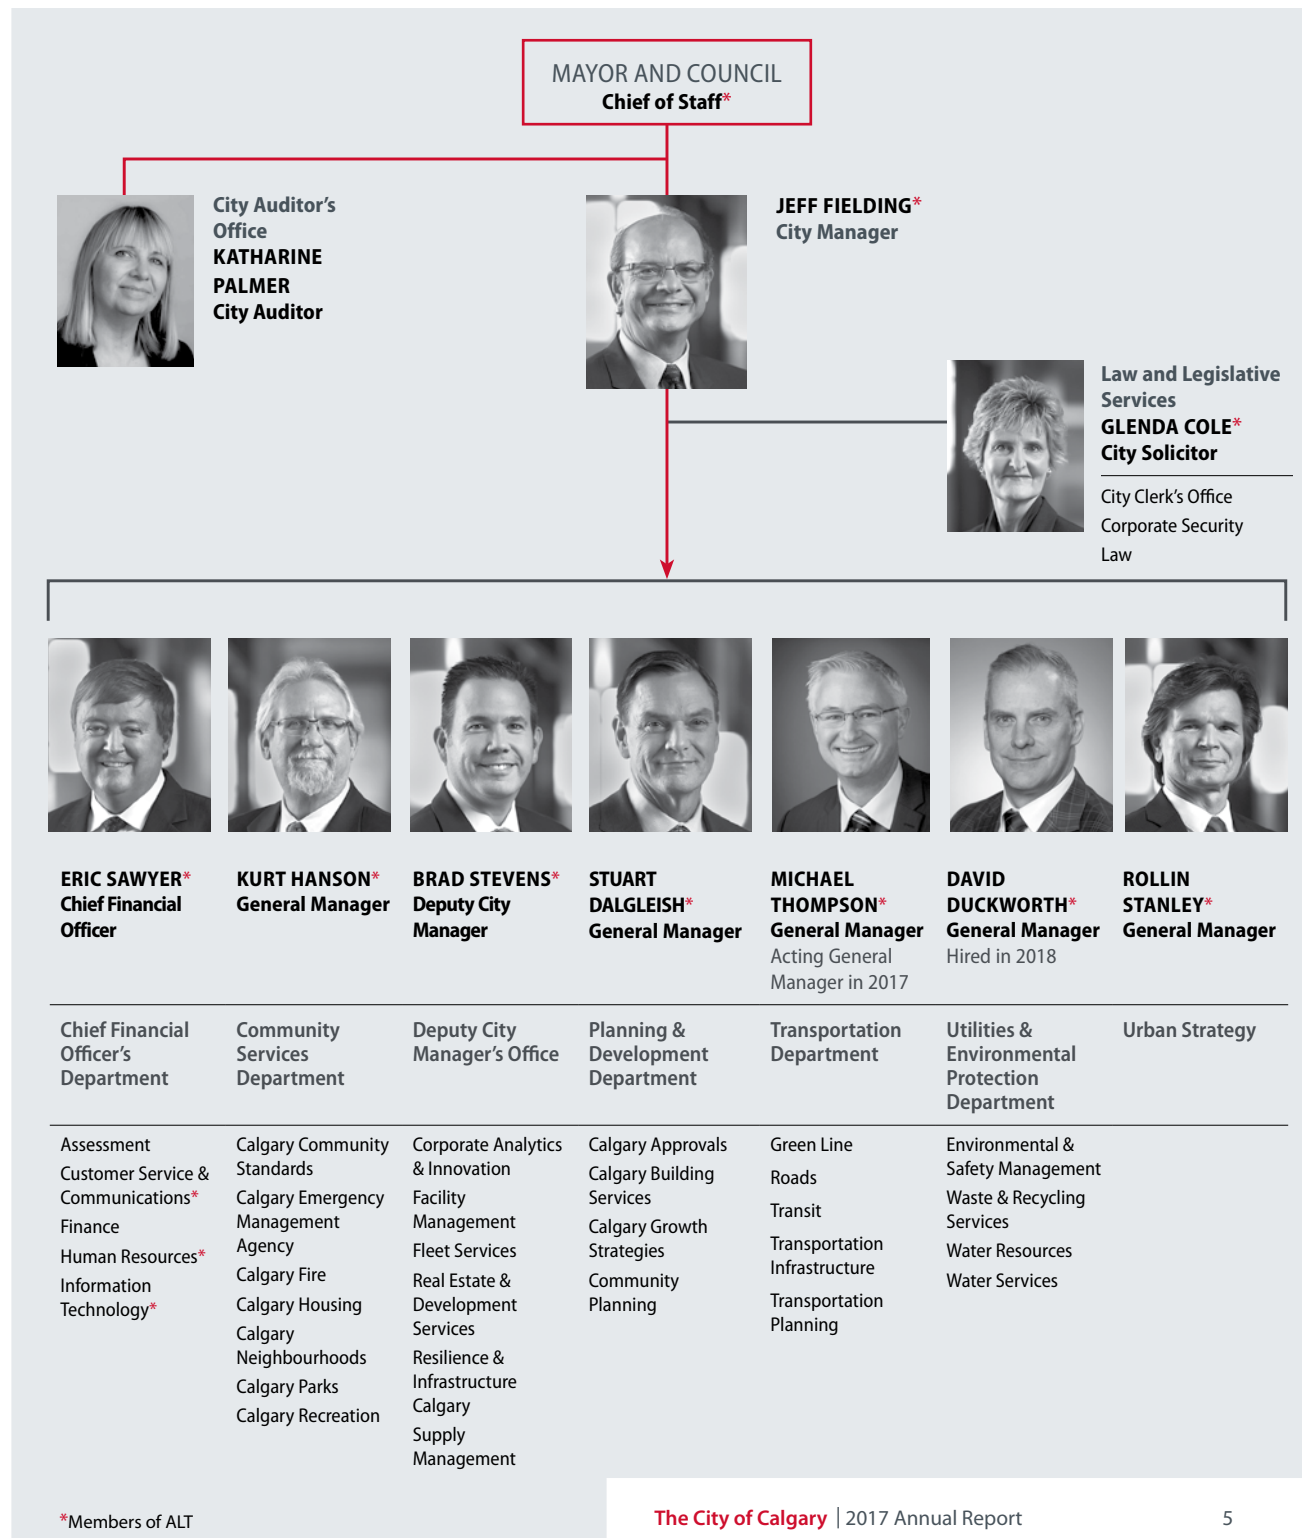 MAYOR AND COUNCIL
Chief of Staff*
City Auditor's
Office
KATHARINE
PALMER
City Auditor
JEFF FIELDING*
City Manager
Law and Legislative
Services
GLENDA COLE*
City Solicitor
City Clerk's Office
Corporate Security
Law
ERIC SAWYER*
Chief Financial
Officer
KURT HANSON*
General Manager
BRAD STEVENS*
Deputy City
Manager
STUART
DALGLEISH*
General Manager
MICHAEL
THOMPSON*
General Manager
Acting General
Manager in 2017
DAVID
DUCKWORTH*
General Manager
Hired in 2018
ROLLIN
STANLEY*
General Manager
Chief Financial
Officer's
Department
Community
Services
Department
Deputy City
Manager's Office
Planning &
Development
Department
Transportation
Department
Utilities &
Environmental
Protection
Department
Urban Strategy
Assessment
Customer Service &
Communications*
Finance
Human Resources*
Information
Technology*
Calgary Community
Standards
Calgary Emergency
Management
Agency
Calgary Fire
Calgary Housing
Calgary
Neighbourhoods
Calgary Parks
Calgary Recreation
Corporate Analytics
& Innovation
Facility
Management
Fleet Services
Real Estate &
Development
Services
Resilience &
Infrastructure
Calgary
Supply
Management
Calgary Approvals
Calgary Building
Services
Calgary Growth
Strategies
Community
Planning
Green Line
Roads
Transit
Transportation
Infrastructure
Transportation
Planning
Environmental &
Safety Management
Waste & Recycling
Services
Water Resources
Water Services
*Members of ALT
The City of Calgary | 2017 Annual Report 5